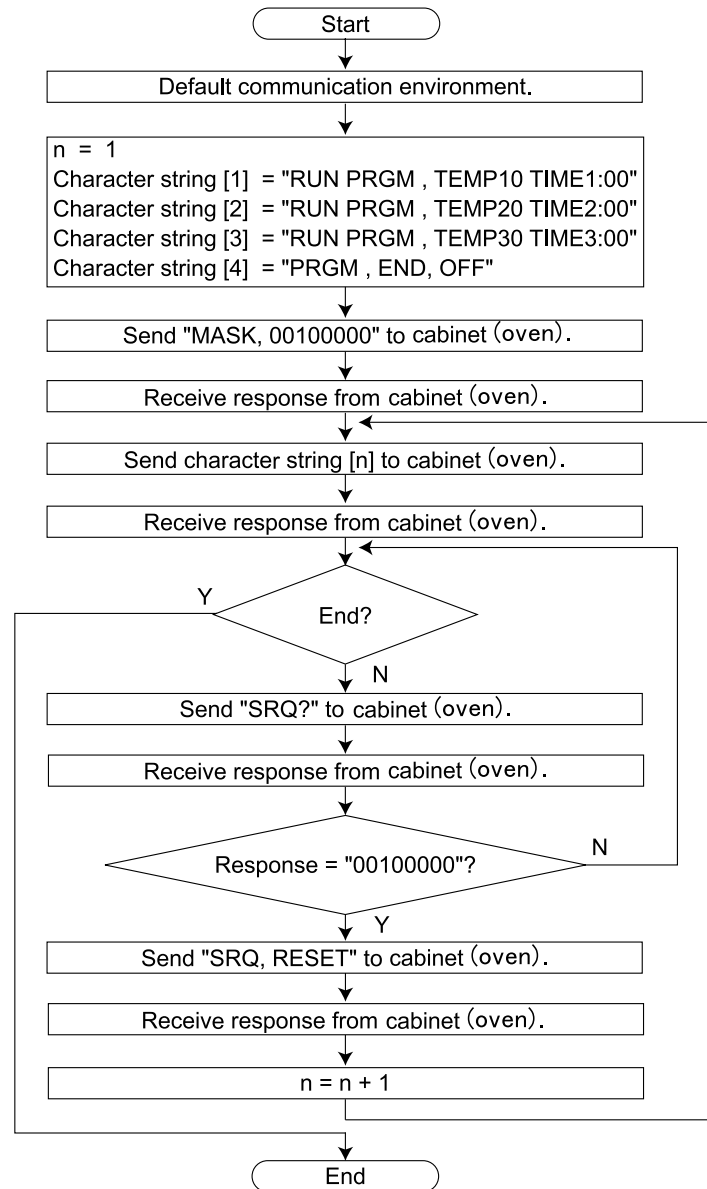 Start
Default communication environment.
n = 1
Character string [1] = "RUN PRGM , TEMP10 TIME1:00"
Character string [2] = "RUN PRGM , TEMP20 TIME2:00"
Character string [3] = "RUN PRGM , TEMP30 TIME3:00"
Character string [4] = "PRGM , END, OFF"
Send "MASK, 00100000" to cabinet (oven).
Receive response from cabinet (oven).
Send character string [n] to cabinet (oven).
Receive response from cabinet (oven).
Y
End?
N
Send "SRQ?" to cabinet (oven).
Receive response from cabinet (oven).
Response = "00100000"?
N
Y
Send "SRQ, RESET" to cabinet (oven).
Receive response from cabinet (oven).
n = n + 1
End